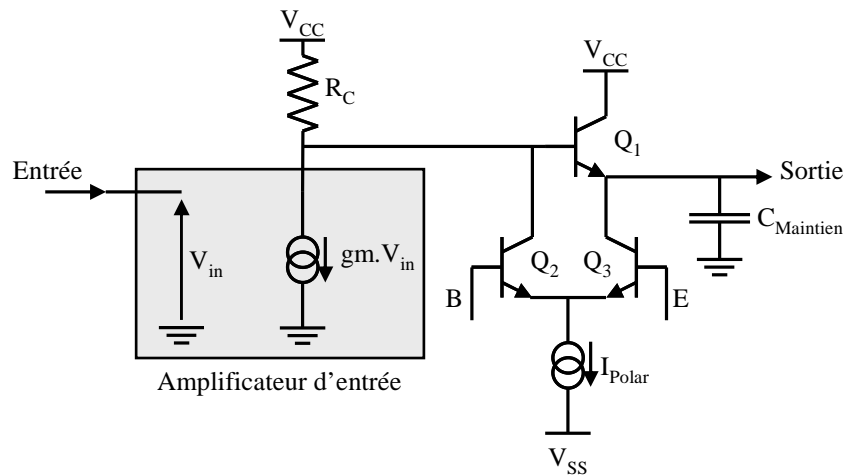 V_CC
R_C
V_CC
Q_1
Entrée
Sortie
C_Maintien
V_in
gm.V_in
Q_2
Q_3
B
E
I_Polar
Amplificateur d'entrée
V_SS